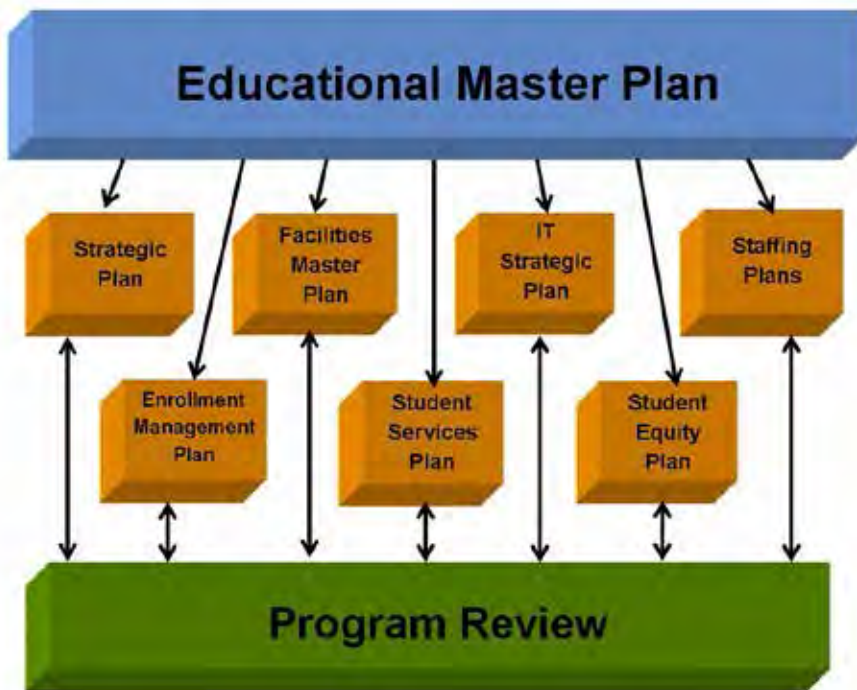 Educational Master Plan
Strategic
Plan
Facilities
Master
Plan
IT
Strategic
Plan
Staffing
Plans
Enrollment
Management
Plan
Student
Services
Plan
Student
Equity
Plan
Program Review